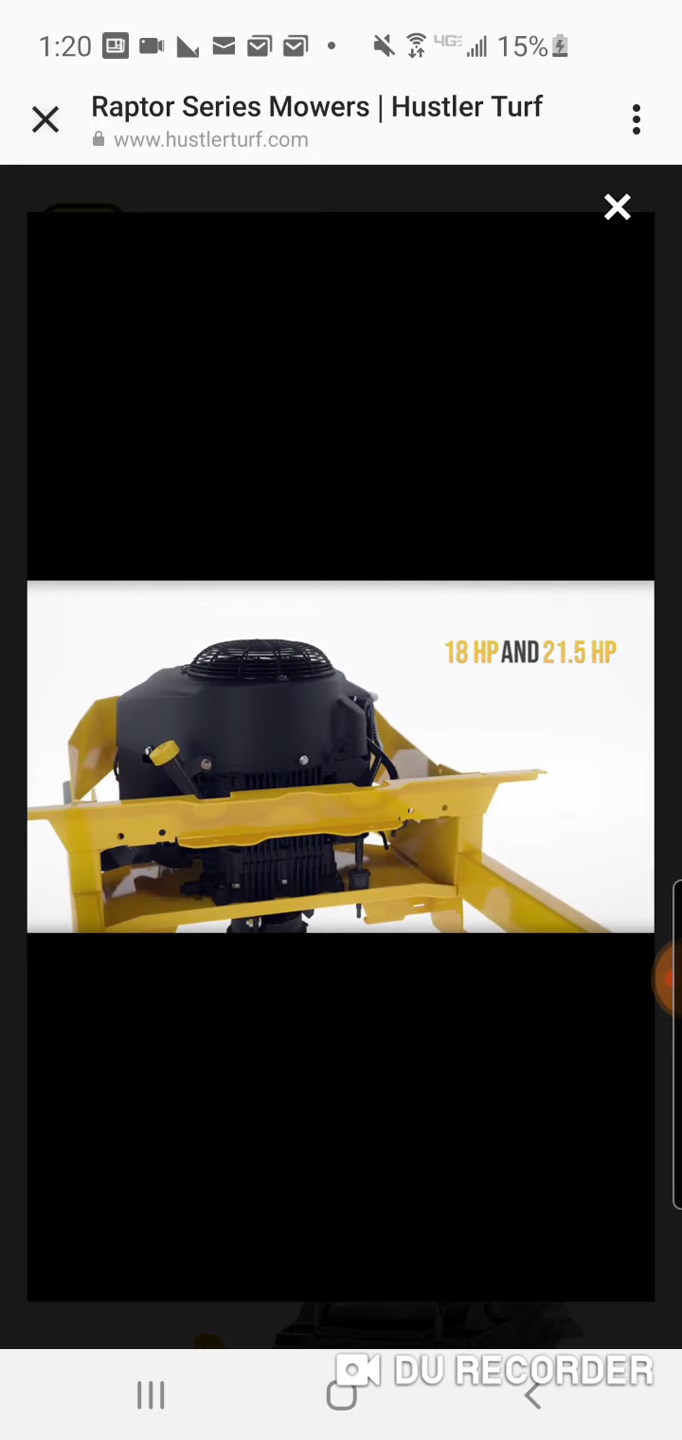 1:20
4GE 15%
Raptor Series Mowers | Hustler Turf
www.hustlerturf.com
18 HP AND 21.5 HP
DU RECORDER